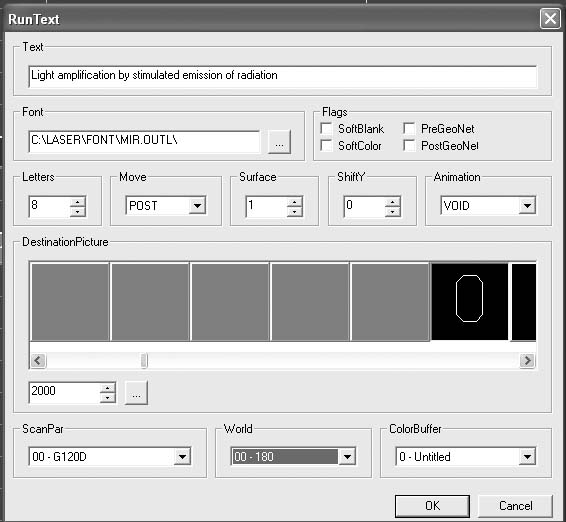 RunText
Text
Light amplification by stimulated emission of radiation
Font
Flags
C:\LASER\FONT\MIR.OUTL\
...
SoftBlank
PreGeoNet
SoftColor
PostGeoNet
Letters
Move
Surface
ShiftY
Animation
8
POST
1
0
VOID
DestinationPicture
2000
...
ScanPar
World
ColorBuffer
00 - G120D
00 - 180
0 - Untitled
OK
Cancel